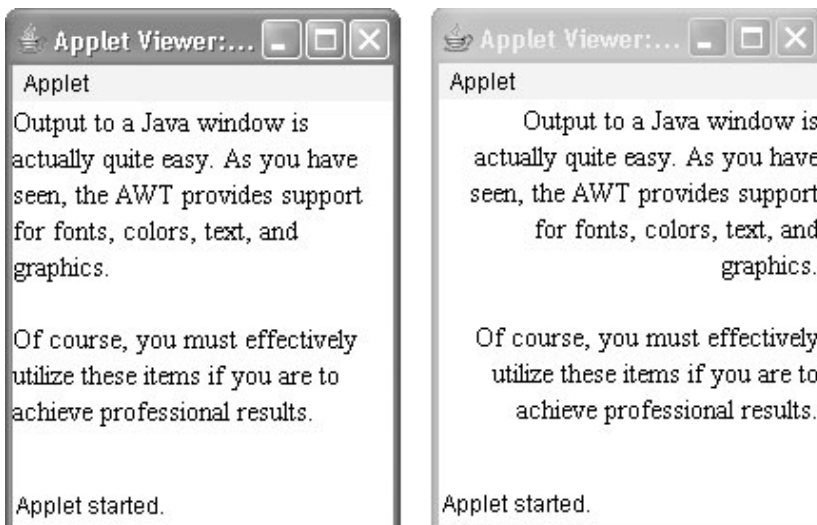 Applet Viewer:...
Applet
Output to a Java window is
actually quite easy. As you have
seen, the AWT provides support
for fonts, colors, text, and
graphics.
Of course, you must effectively
utilize these items if you are to
achieve professional results.
Applet started.
Applet Viewer:...
Applet
Output to a Java window is
actually quite easy. As you have
seen, the AWT provides support
for fonts, colors, text, and
graphics.
Of course, you must effectively
utilize these items if you are to
achieve professional results.
Applet started.